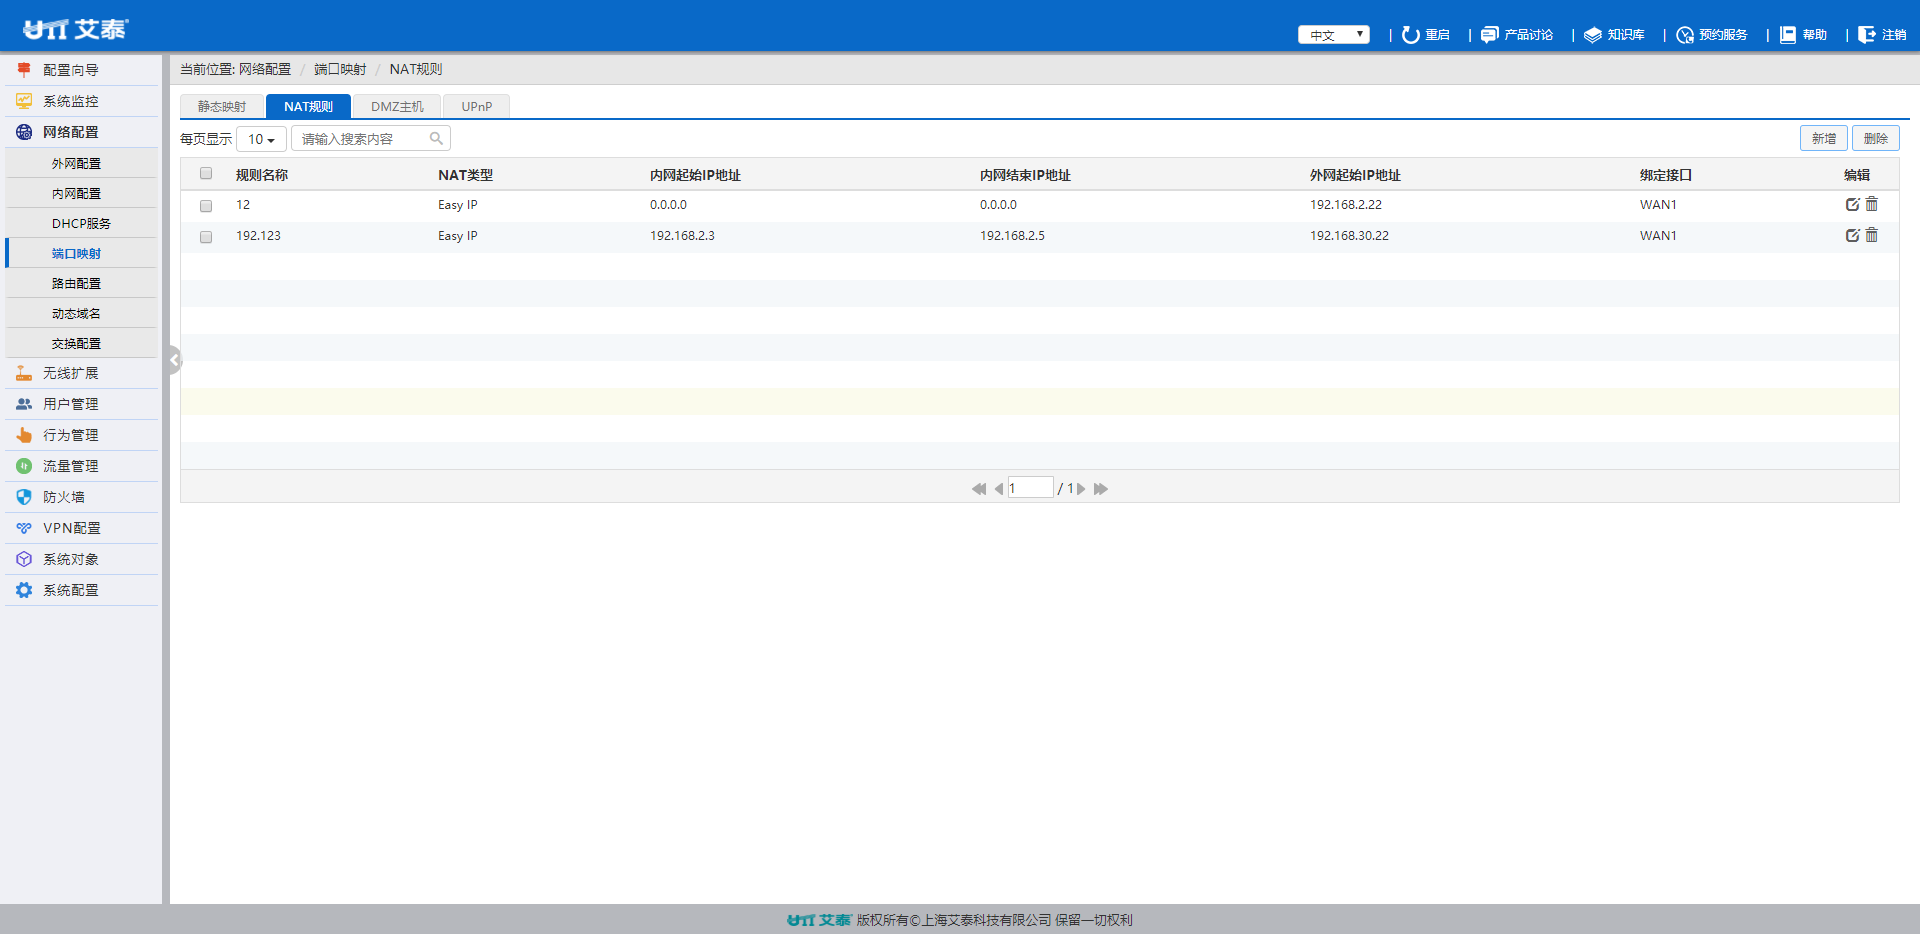 UTT 艾泰
中文 | 重启 | 产品讨论 | 知识库 | 预约服务 | 帮助 | 注销
配置向导
系统监控
网络配置
外网配置
内网配置
DHCP服务
端口映射
路由配置
动态域名
交换配置
无线扩展
用户管理
行为管理
流量管理
防火墙
VPN配置
系统对象
系统配置
当前位置: 网络配置 / 端口映射 / NAT规则
静态映射 NAT规则 DMZ主机 UPnP
每页显示 10 请输入搜索内容 新增 删除
规则名称 NAT类型 内网起始IP地址 内网结束IP地址 外网起始IP地址 绑定接口 编辑
12 Easy IP 0.0.0.0 0.0.0.0 192.168.2.22 WAN1
192.123 Easy IP 192.168.2.3 192.168.2.5 192.168.30.22 WAN1
1 / 1
UTT 艾泰 版权所有©上海艾泰科技有限公司 保留一切权利